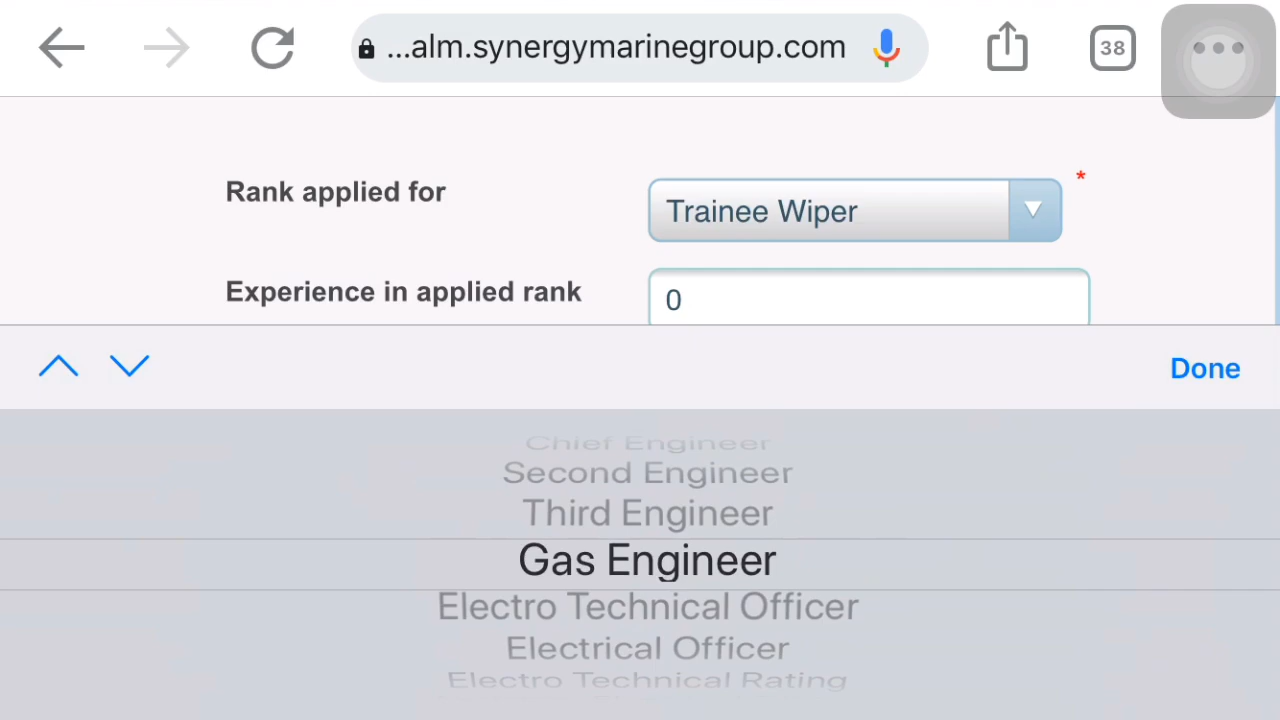 ...alm.synergymarinegroup.com
38
Rank applied for
Trainee Wiper
*
Experience in applied rank
0
Done
Chief Engineer
Second Engineer
Third Engineer
Gas Engineer
Electro Technical Officer
Electrical Officer
Electro Technical Rating